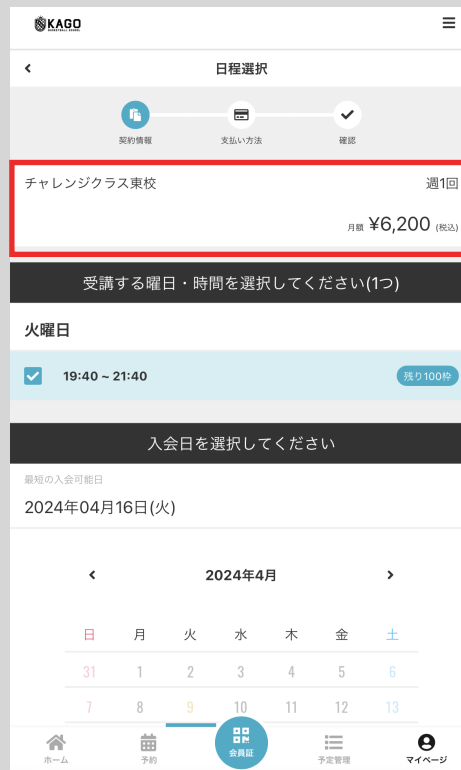 KAGO
BASKETBALL SCHOOL
日程選択
契約情報 支払い方法 確認
チャレンジクラス東校 週1回
月額 ¥6,200 (税込)
受講する曜日・時間を選択してください(1つ)
火曜日
19:40 ~ 21:40 残り100枠
入会日を選択してください
最短の入会可能日
2024年04月16日(火)
2024年4月
日 月 火 水 木 金 土
31 1 2 3 4 5 6
7 8 9 10 11 12 13
ホーム 予約 会員証 予定管理 マイページ